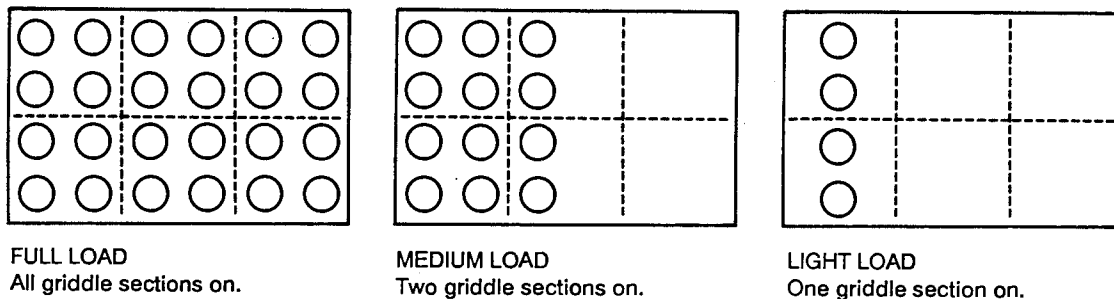 FULL LOAD
All griddle sections on.
MEDIUM LOAD
Two griddle sections on.
LIGHT LOAD
One griddle section on.